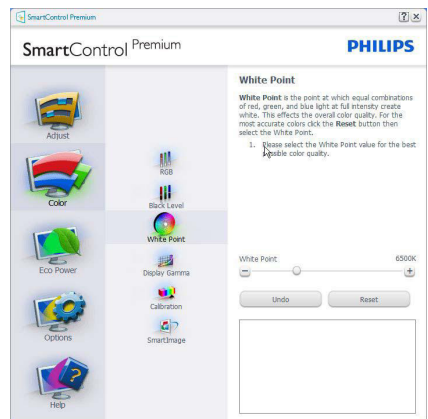 SmartControl Premium
? ×
SmartControl Premium
PHILIPS
Adjust
Color
Eco Power
Options
Help
RGB
Black Level
White Point
Display Gamma
Calibration
SmartImage
White Point
White Point is the point at which equal combinations
of red, green, and blue light at full intensity create
white. This effects the overall color quality. For the
most accurate colors click the Reset button then
select the White Point.
1. Please select the White Point value for the best
possible color quality.
White Point 6500K
− +
Undo Reset